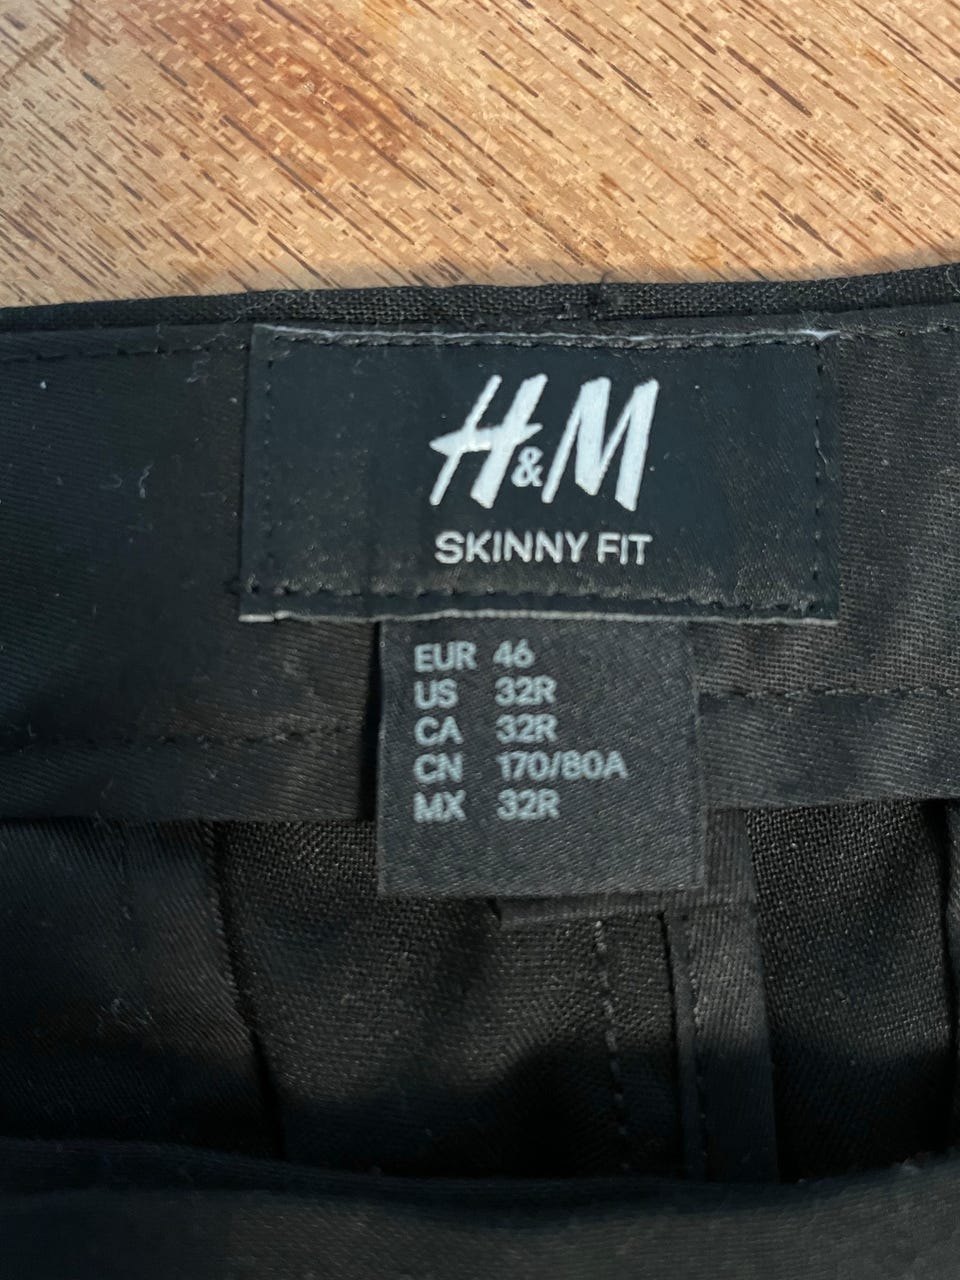 H&M
SKINNY FIT
EUR 46
US 32R
CA 32R
CN 170/80A
MX 32R